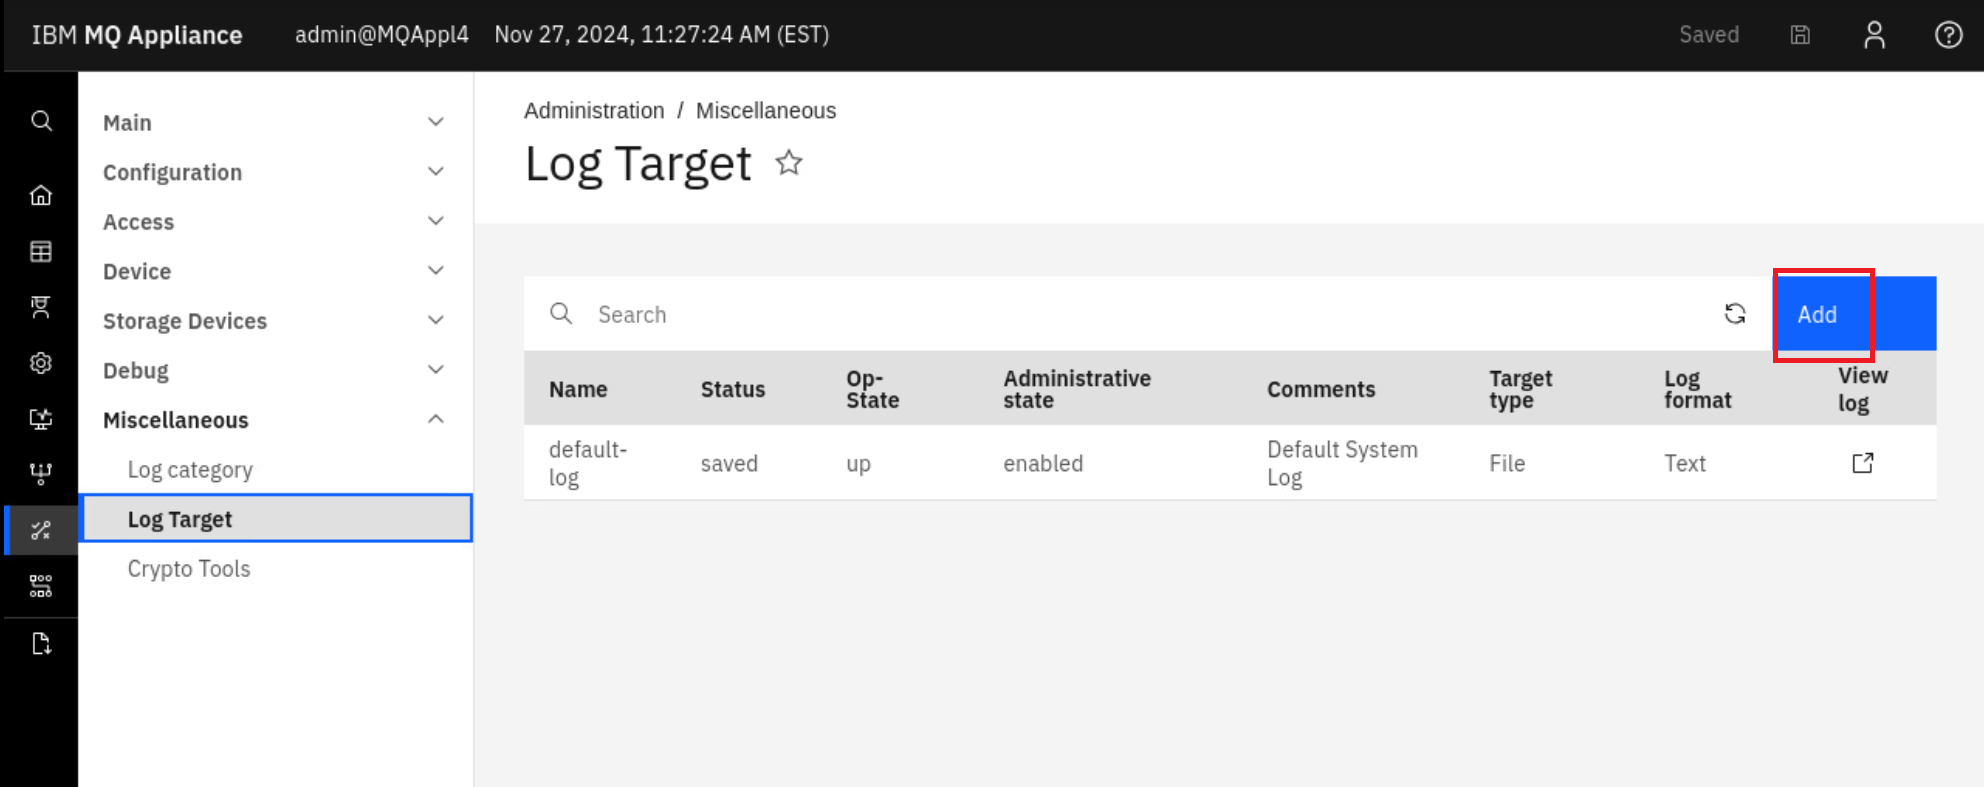 IBM MQ Appliance admin@MQAppl4 Nov 27, 2024, 11:27:24 AM (EST) Saved
Main
Configuration
Access
Device
Storage Devices
Debug
Miscellaneous
Log category
Log Target
Crypto Tools
Administration / Miscellaneous
Log Target
Search Add
Name Status Op-State Administrative state Comments Target type Log format View log
default-log saved up enabled Default System Log File Text